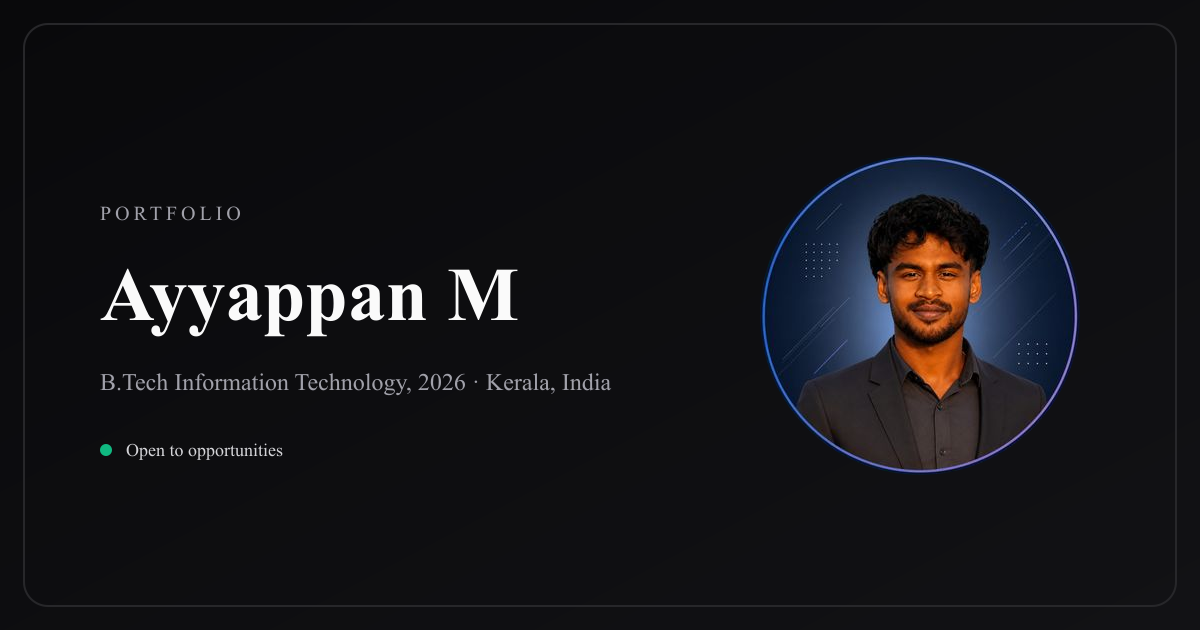 PORTFOLIO
Ayyappan M
B.Tech Information Technology, 2026 · Kerala, India
Open to opportunities